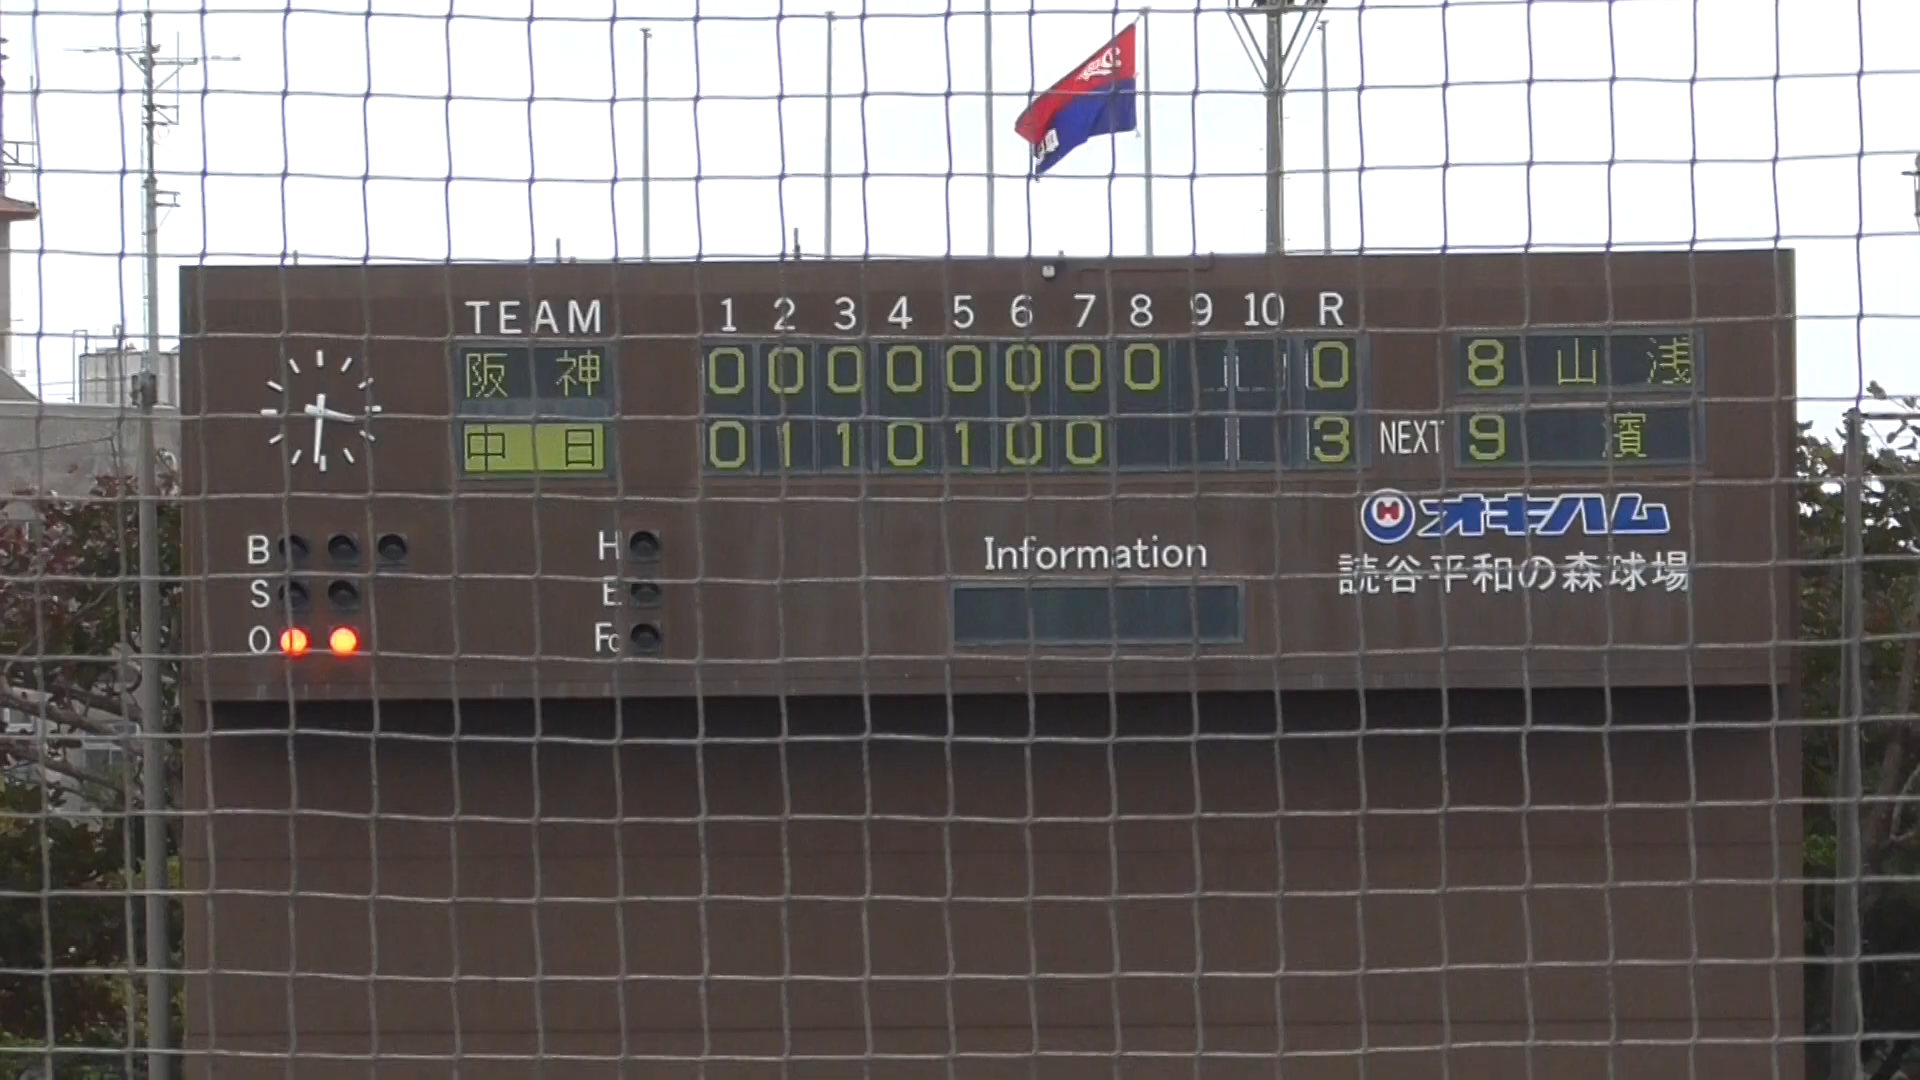 TEAM 1 2 3 4 5 6 7 8 9 10 R
阪神 0 0 0 0 0 0 0 0 0 8 山浅
中日 0 1 1 0 1 0 0 3 NEXT 9 濱
オキハム
読谷平和の森球場
B H Information
S E
O Fc